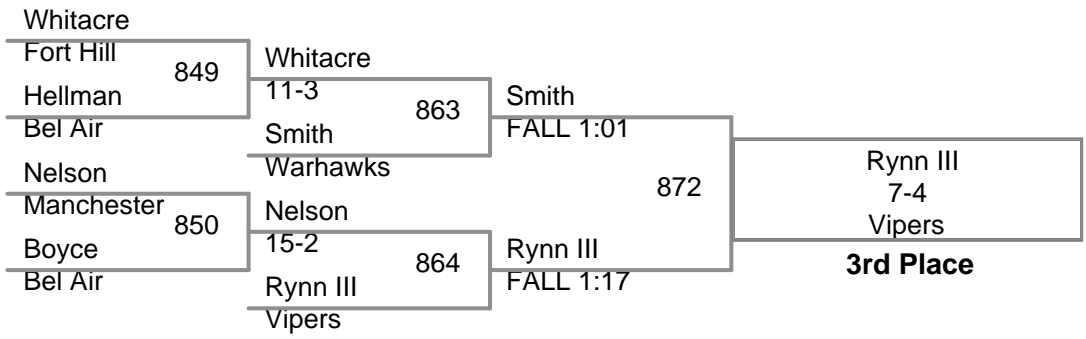 Whitacre
Fort Hill
849
Hellman
Bel Air
Nelson
Manchester
850
Boyce
Bel Air
Whitacre
11-3
863
Smith
Warhawks
Nelson
15-2
864
Rynn III
Vipers
Smith
FALL 1:01
872
Rynn III
FALL 1:17
Rynn III
7-4
Vipers
3rd Place